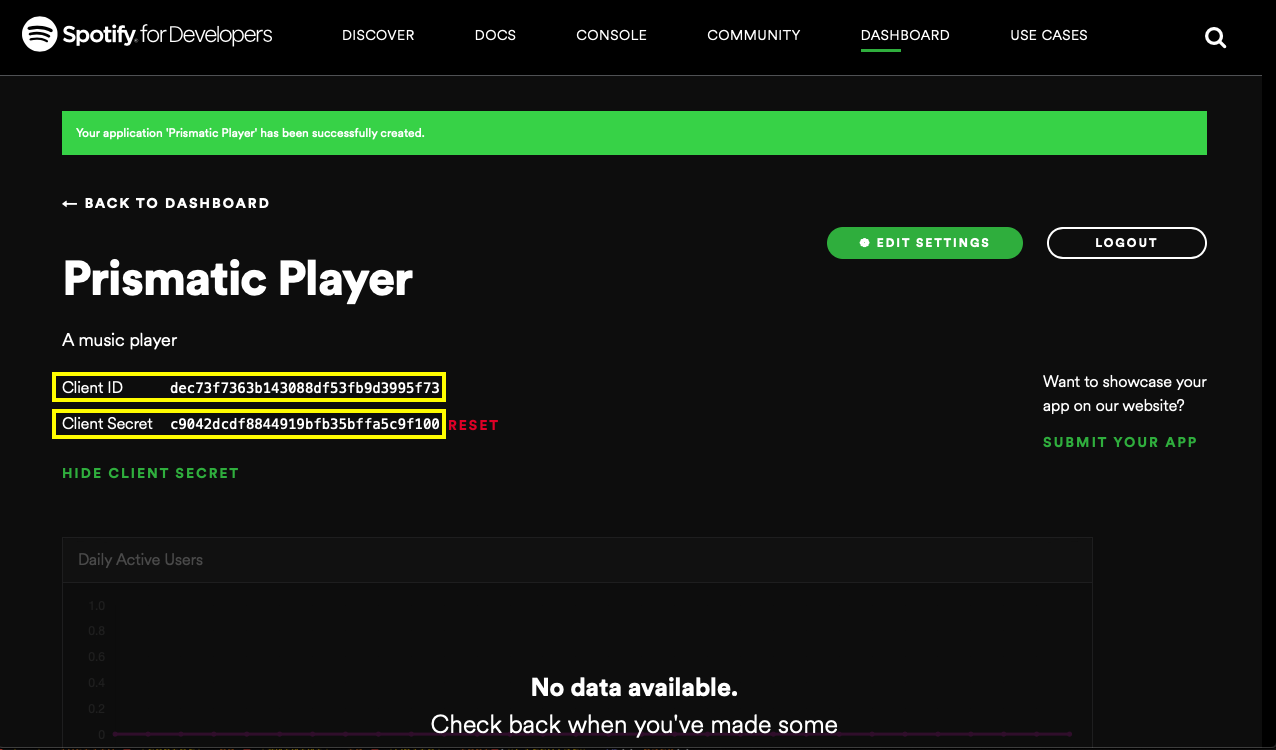 Spotify for Developers
DISCOVER
DOCS
CONSOLE
COMMUNITY
DASHBOARD
USE CASES
Your application 'Prismatic Player' has been successfully created.
← BACK TO DASHBOARD
EDIT SETTINGS
LOGOUT
Prismatic Player
A music player
Client ID dec73f7363b143088df53fb9d3995f73
Client Secret c9042dcdf8844919bfb35bffa5c9f100 RESET
HIDE CLIENT SECRET
Want to showcase your
app on our website?
SUBMIT YOUR APP
Daily Active Users
1.0
0.8
0.6
0.4
0.2
0
No data available.
Check back when you've made some